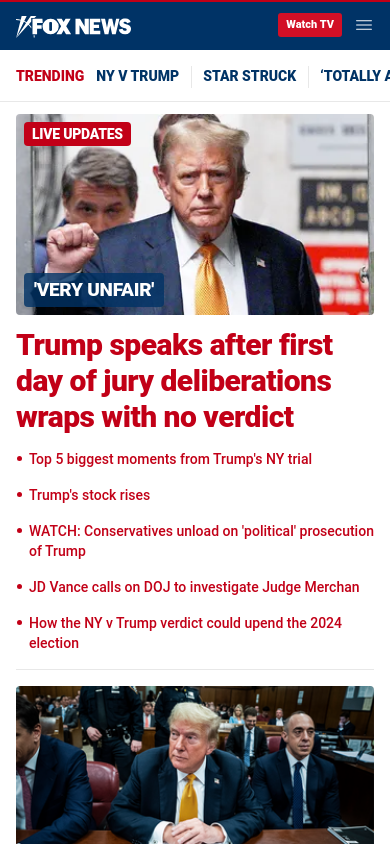 FOX NEWS
Watch TV
TRENDING NY V TRUMP STAR STRUCK ‘TOTALLY
LIVE UPDATES
'VERY UNFAIR'
Trump speaks after first
day of jury deliberations
wraps with no verdict
• Top 5 biggest moments from Trump's NY trial
• Trump's stock rises
• WATCH: Conservatives unload on 'political' prosecution
of Trump
• JD Vance calls on DOJ to investigate Judge Merchan
• How the NY v Trump verdict could upend the 2024
election